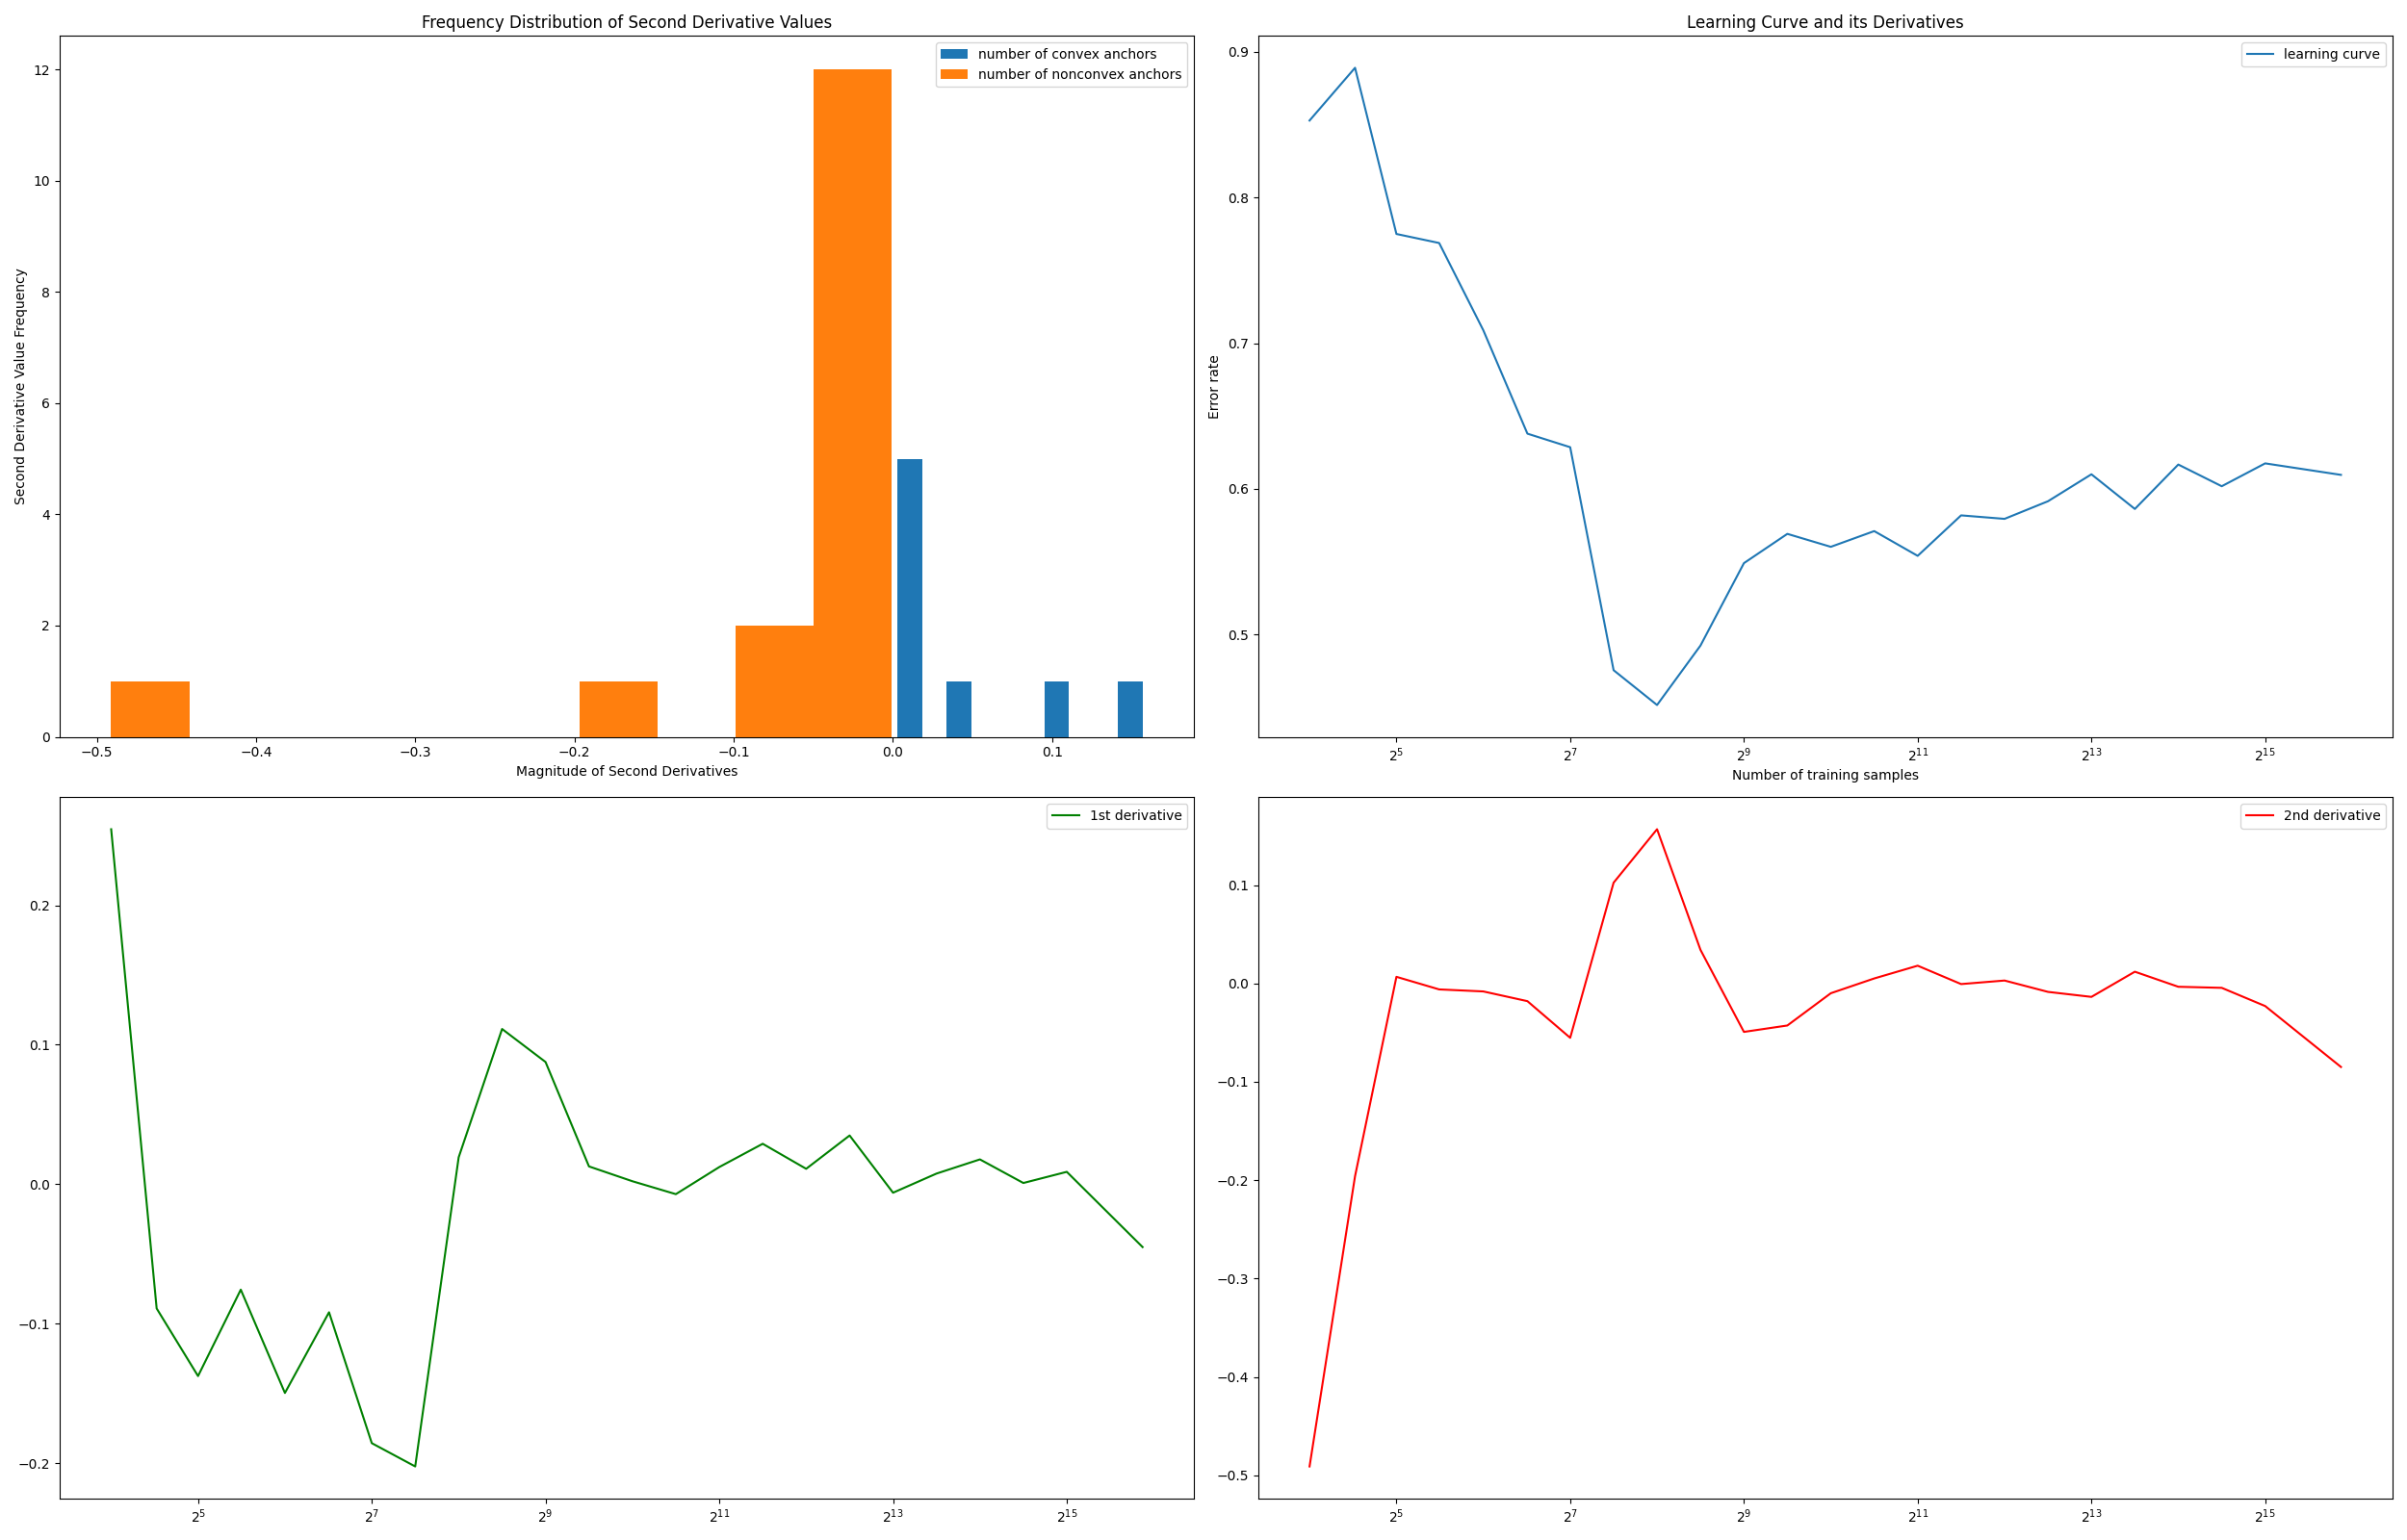 Frequency Distribution of Second Derivative Values
number of convex anchors
number of nonconvex anchors
12
10
8
6
4
2
0
Second Derivative Value Frequency
−0.5 −0.4 −0.3 −0.2 −0.1 0.0 0.1
Magnitude of Second Derivatives
Learning Curve and its Derivatives
learning curve
0.9
0.8
0.7
0.6
0.5
Error rate
2^5 2^7 2^9 2^11 2^13 2^15
Number of training samples
1st derivative
0.2
0.1
0.0
−0.1
−0.2
2^5 2^7 2^9 2^11 2^13 2^15
2nd derivative
0.1
0.0
−0.1
−0.2
−0.3
−0.4
−0.5
2^5 2^7 2^9 2^11 2^13 2^15